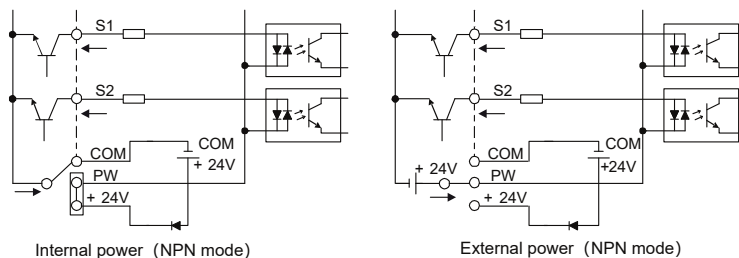 S1
S2
COM
COM
+ 24V
PW
+ 24V
Internal power (NPN mode)
S1
S2
COM
COM
+24V
+ 24V
PW
+ 24V
External power (NPN mode)